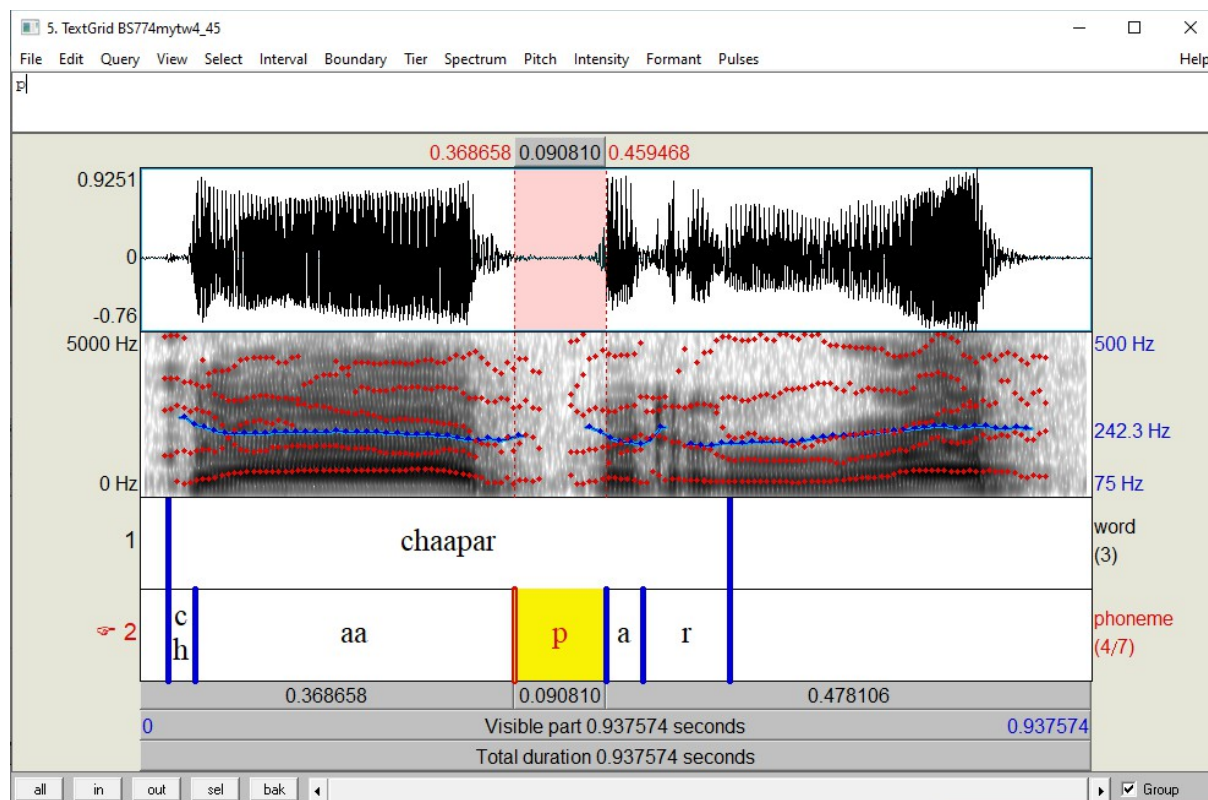 5. TextGrid BS774mytw4_45
File Edit Query View Select Interval Boundary Tier Spectrum Pitch Intensity Formant Pulses Help
p
0.368658 0.090810 0.459468
0.9251
0
-0.76
5000 Hz 500 Hz
242.3 Hz
0 Hz 75 Hz
1 chaapar word
(3)
☞ 2 ch aa p a r phoneme
(4/7)
0.368658 0.090810 0.478106
0 Visible part 0.937574 seconds 0.937574
Total duration 0.937574 seconds
all in out sel bak Group